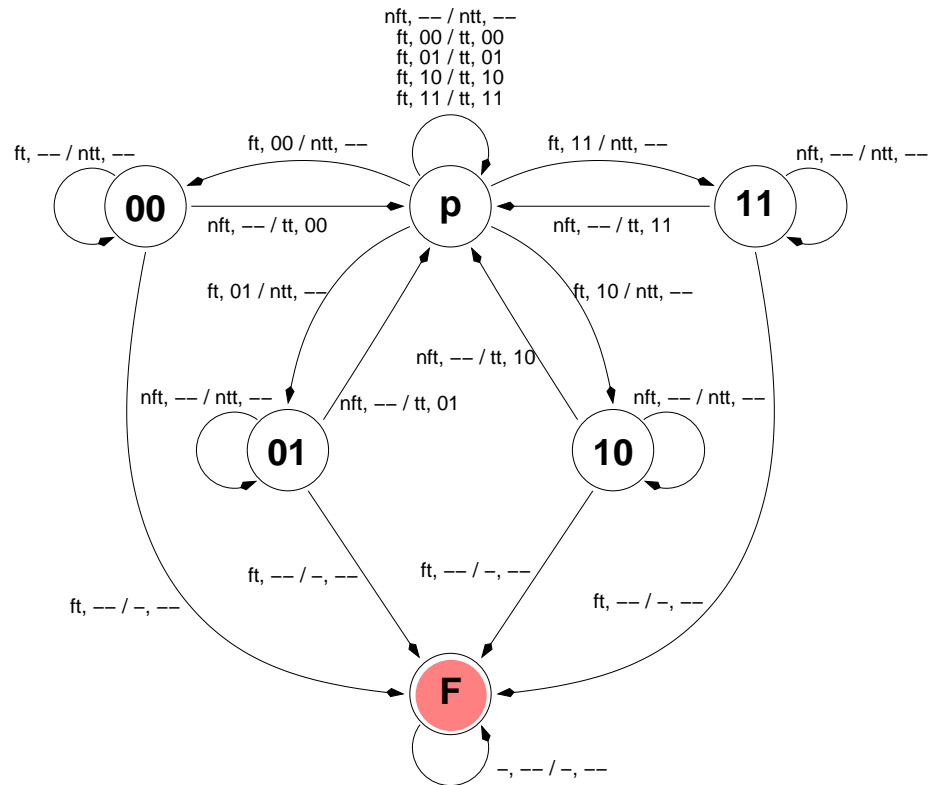 nft, −− / ntt, −−
ft, 00 / tt, 00
ft, 01 / tt, 01
ft, 10 / tt, 10
ft, 11 / tt, 11
ft, −− / ntt, −−
ft, 00 / ntt, −−
ft, 11 / ntt, −−
nft, −− / ntt, −−
00
p
11
nft, −− / tt, 00
nft, −− / tt, 11
ft, 01 / ntt, −−
ft, 10 / ntt, −−
nft, −− / tt, 10
nft, −− / ntt, −−
nft, −− / tt, 01
nft, −− / ntt, −−
01
10
ft, −− / −, −−
ft, −− / −, −−
ft, −− / −, −−
ft, −− / −, −−
F
−, −− / −, −−